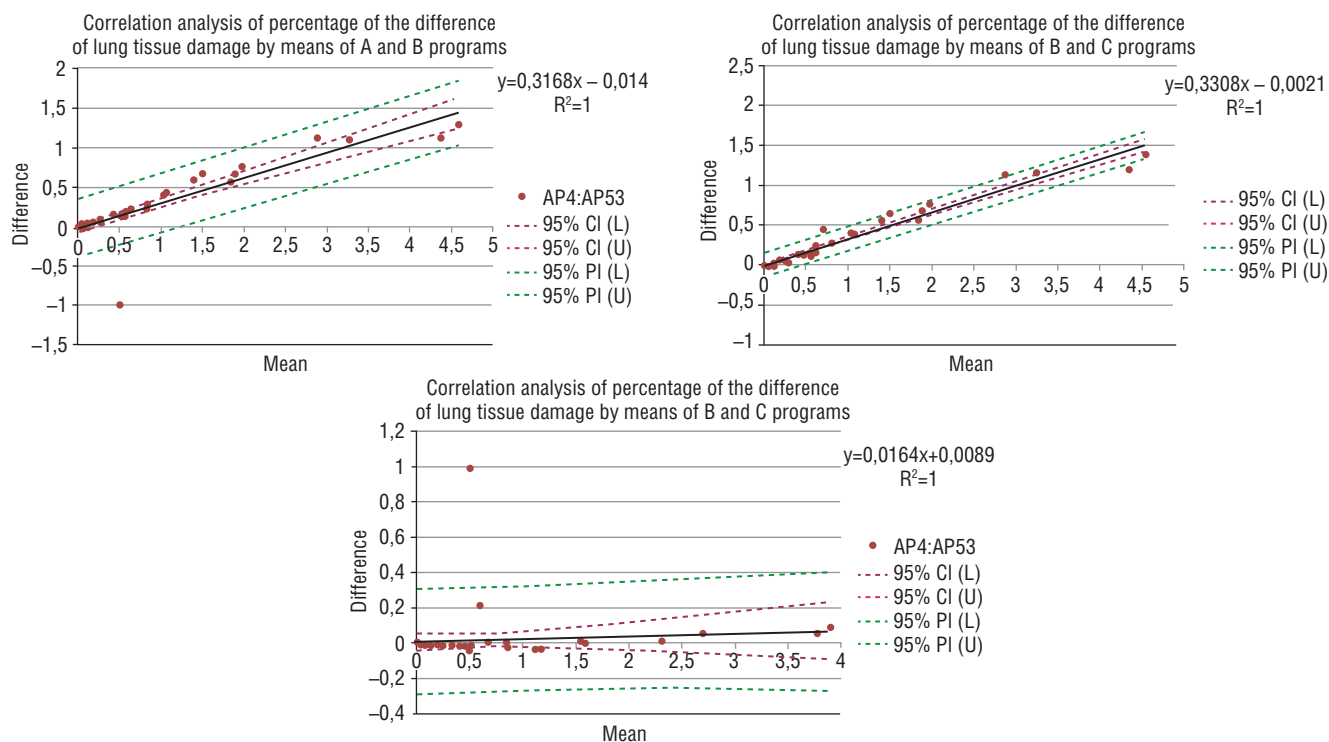 Correlation analysis of percentage of the difference
of lung tissue damage by means of A and B programs
2
1,5
1
0,5
0
−0,5
−1
−1,5
0
0,5
1
1,5
2
2,5
3
3,5
4
4,5
5
Difference
Mean
y=0,3168x – 0,014
R²=1
AP4:AP53
95% CI (L)
95% CI (U)
95% PI (L)
95% PI (U)
Correlation analysis of percentage of the difference
of lung tissue damage by means of B and C programs
2,5
2
1,5
1
0,5
0
−0,5
−1
0
0,5
1
1,5
2
2,5
3
3,5
4
4,5
5
Difference
Mean
y=0,3308x – 0,0021
R²=1
95% CI (L)
95% CI (U)
95% PI (L)
95% PI (U)
Correlation analysis of percentage of the difference
of lung tissue damage by means of B and C programs
1,2
1
0,8
0,6
0,4
0,2
0
−0,2
−0,4
0
0,5
1
1,5
2
2,5
3
3,5
4
Difference
Mean
y=0,0164x+0,0089
R²=1
AP4:AP53
95% CI (L)
95% CI (U)
95% PI (L)
95% PI (U)